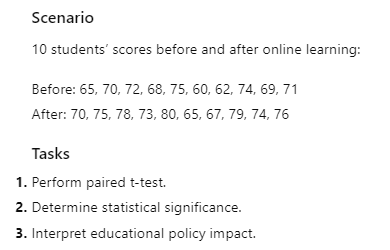 Scenario
10 students' scores before and after online learning:
Before: 65, 70, 72, 68, 75, 60, 62, 74, 69, 71
After: 70, 75, 78, 73, 80, 65, 67, 79, 74, 76
Tasks
1. Perform paired t-test.
2. Determine statistical significance.
3. Interpret educational policy impact.